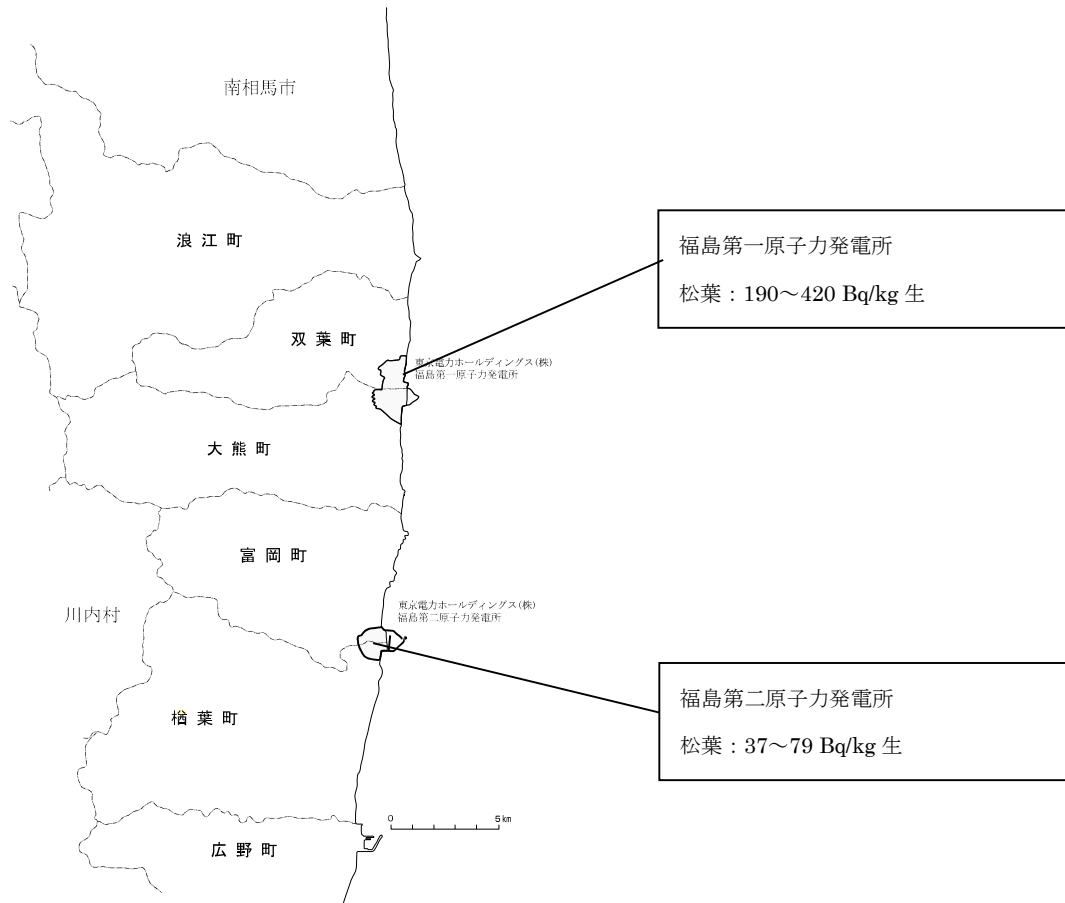 南相馬市
浪江町
福島第一原子力発電所
松葉：190～420 Bq/kg 生
双葉町
東京電力ホールディングス(株)
福島第一原子力発電所
大熊町
富岡町
川内村
東京電力ホールディングス(株)
福島第二原子力発電所
福島第二原子力発電所
松葉：37～79 Bq/kg 生
楢葉町
0 5km
広野町